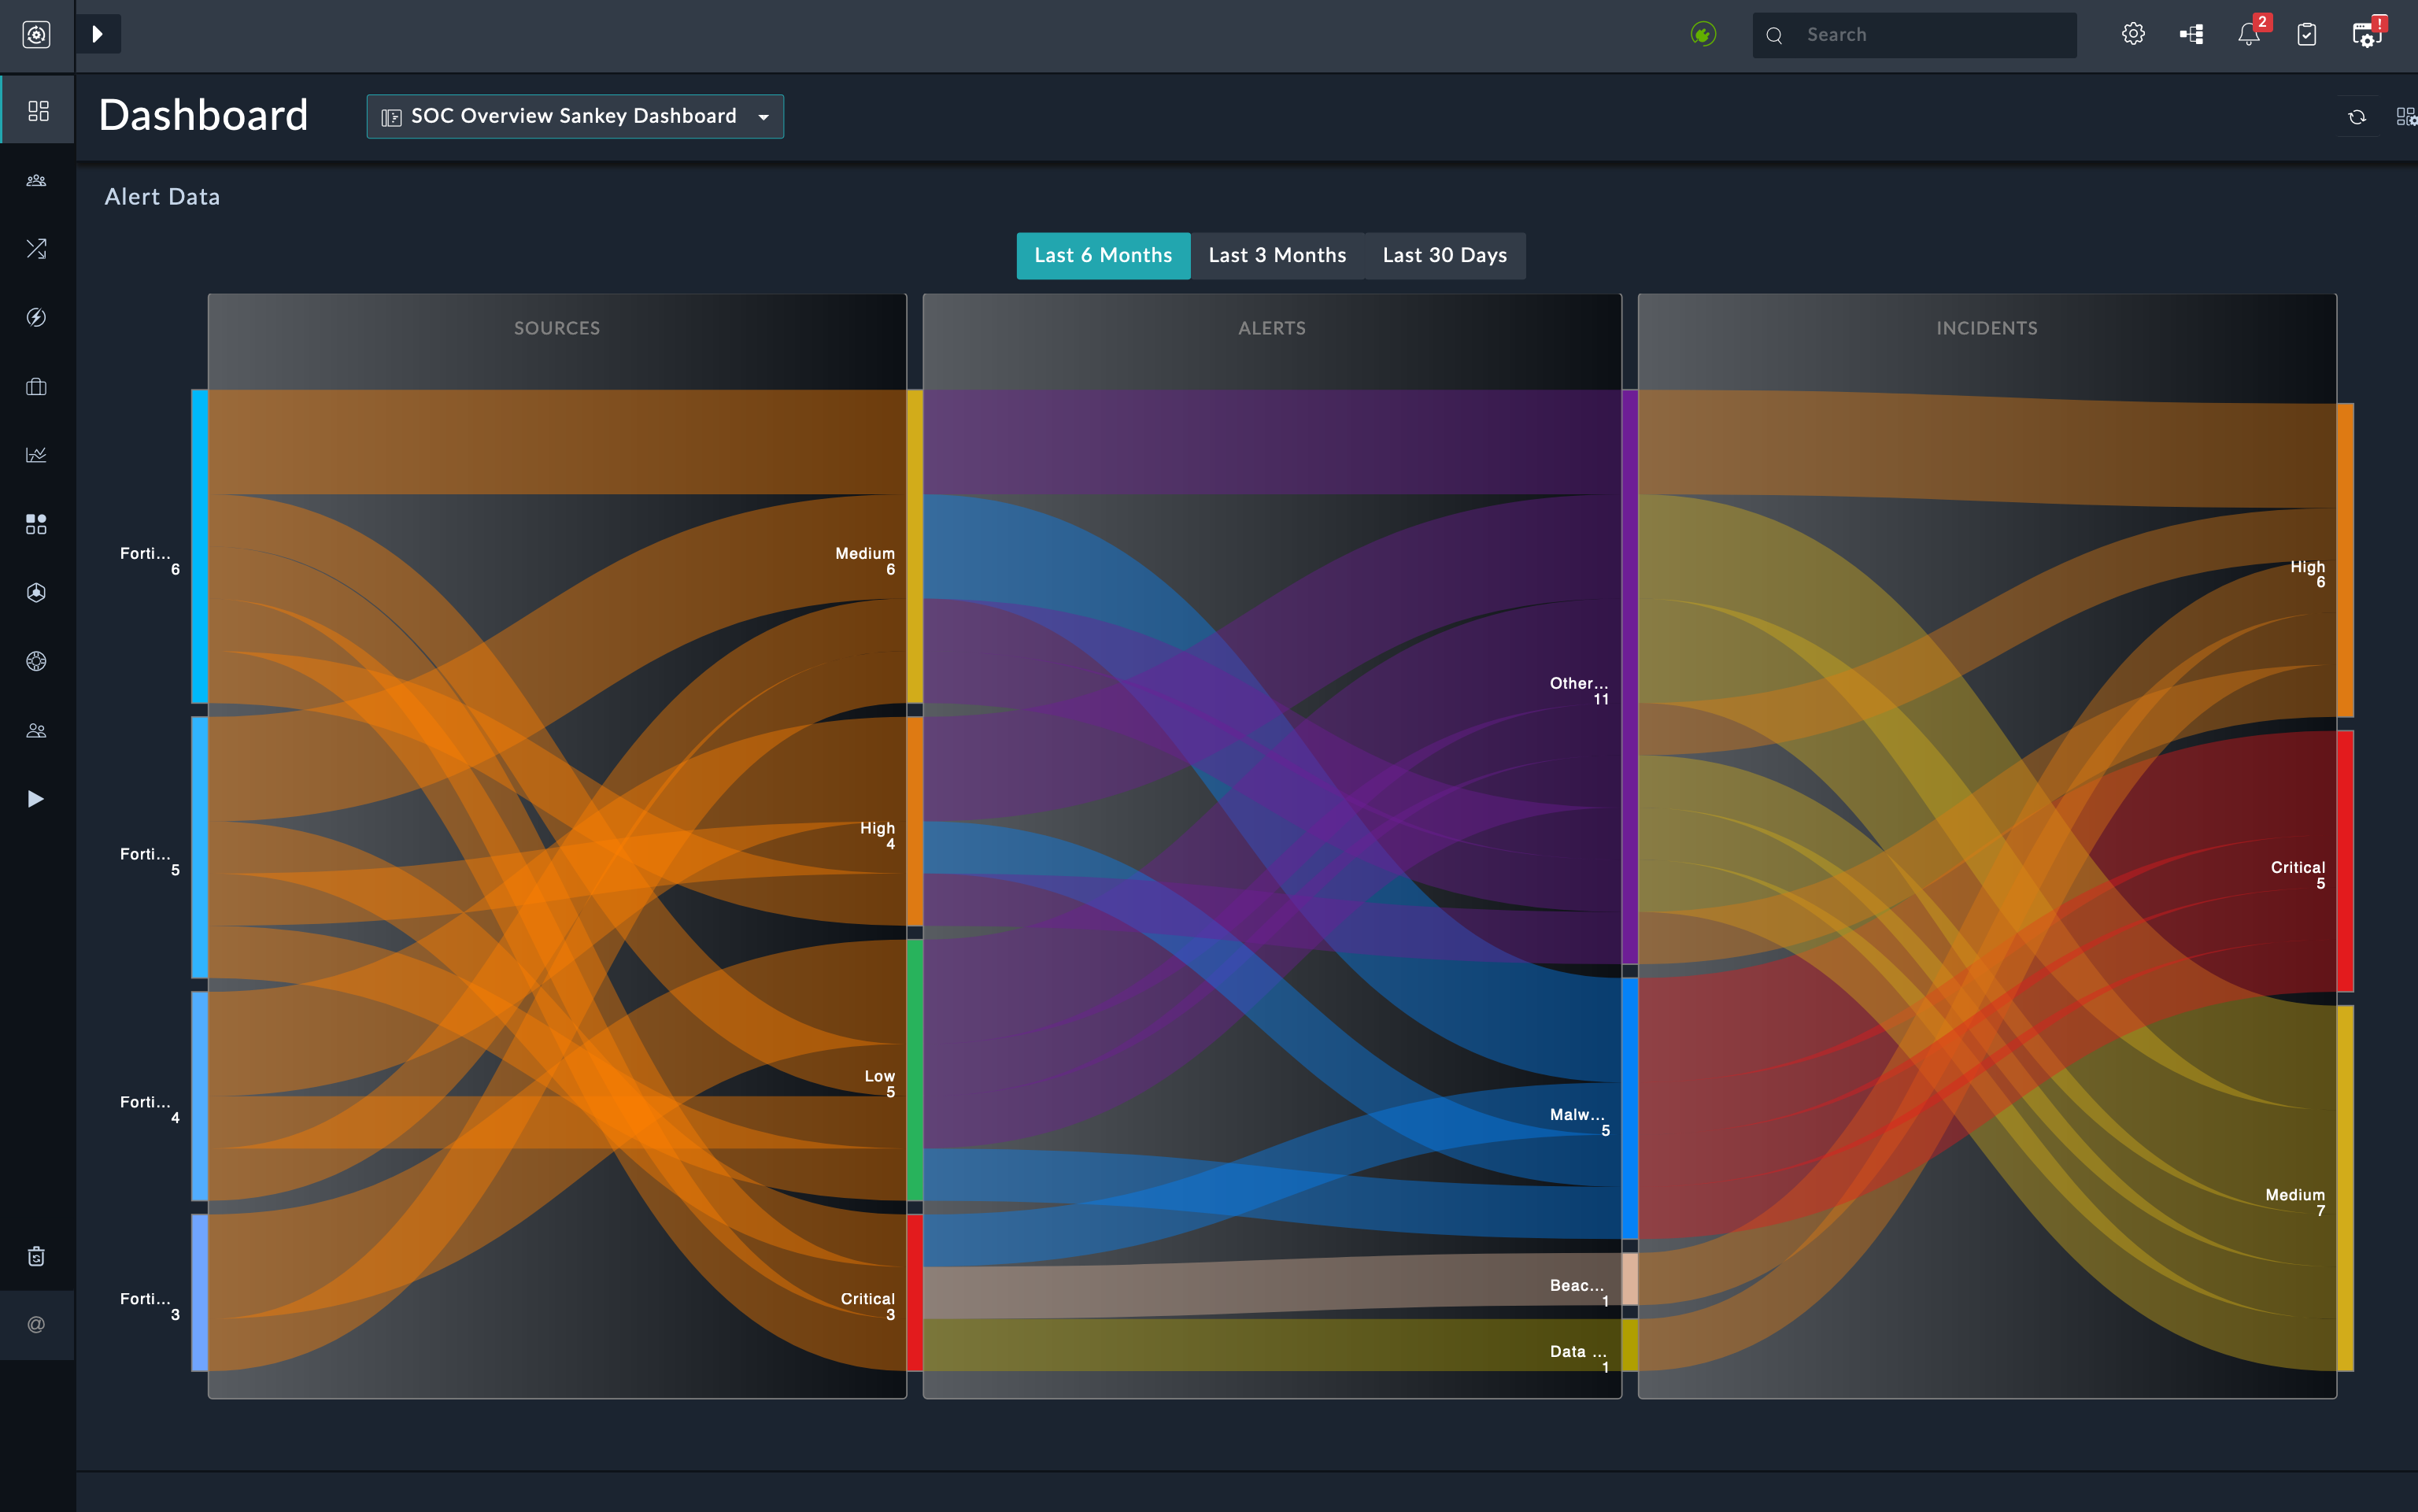 Search
2
!
Dashboard
SOC Overview Sankey Dashboard
Alert Data
Last 6 Months
Last 3 Months
Last 30 Days
SOURCES
ALERTS
INCIDENTS
Forti...
6
Forti...
5
Forti...
4
Forti...
3
Medium
6
High
4
Low
5
Critical
3
Other...
11
Malw...
5
Beac...
1
Data ...
1
High
6
Critical
5
Medium
7
@